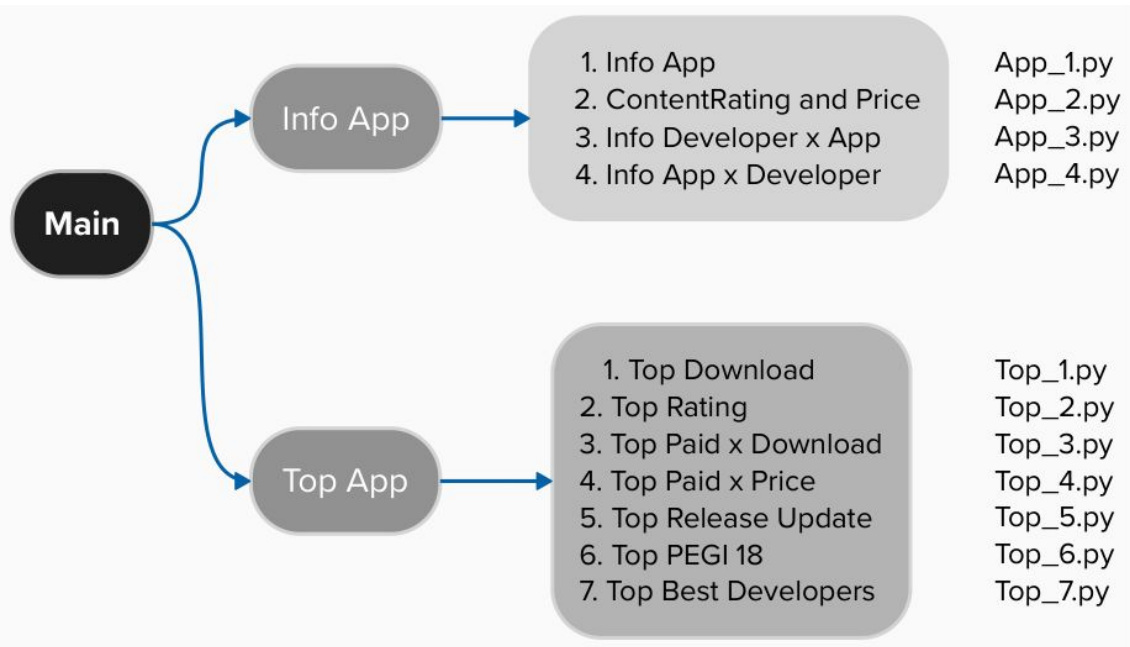 Main
Info App
1. Info App App_1.py
2. ContentRating and Price App_2.py
3. Info Developer x App App_3.py
4. Info App x Developer App_4.py
Top App
1. Top Download Top_1.py
2. Top Rating Top_2.py
3. Top Paid x Download Top_3.py
4. Top Paid x Price Top_4.py
5. Top Release Update Top_5.py
6. Top PEGI 18 Top_6.py
7. Top Best Developers Top_7.py